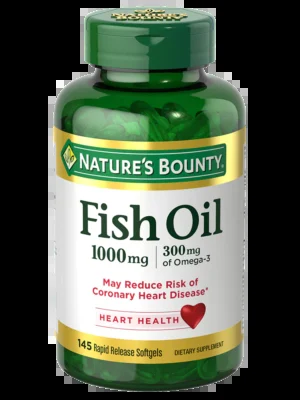 NATURE'S BOUNTY®
Fish Oil
1000mg
300mg
of Omega-3
May Reduce Risk of
Coronary Heart Disease*
HEART HEALTH
145 Rapid Release Softgels
DIETARY SUPPLEMENT